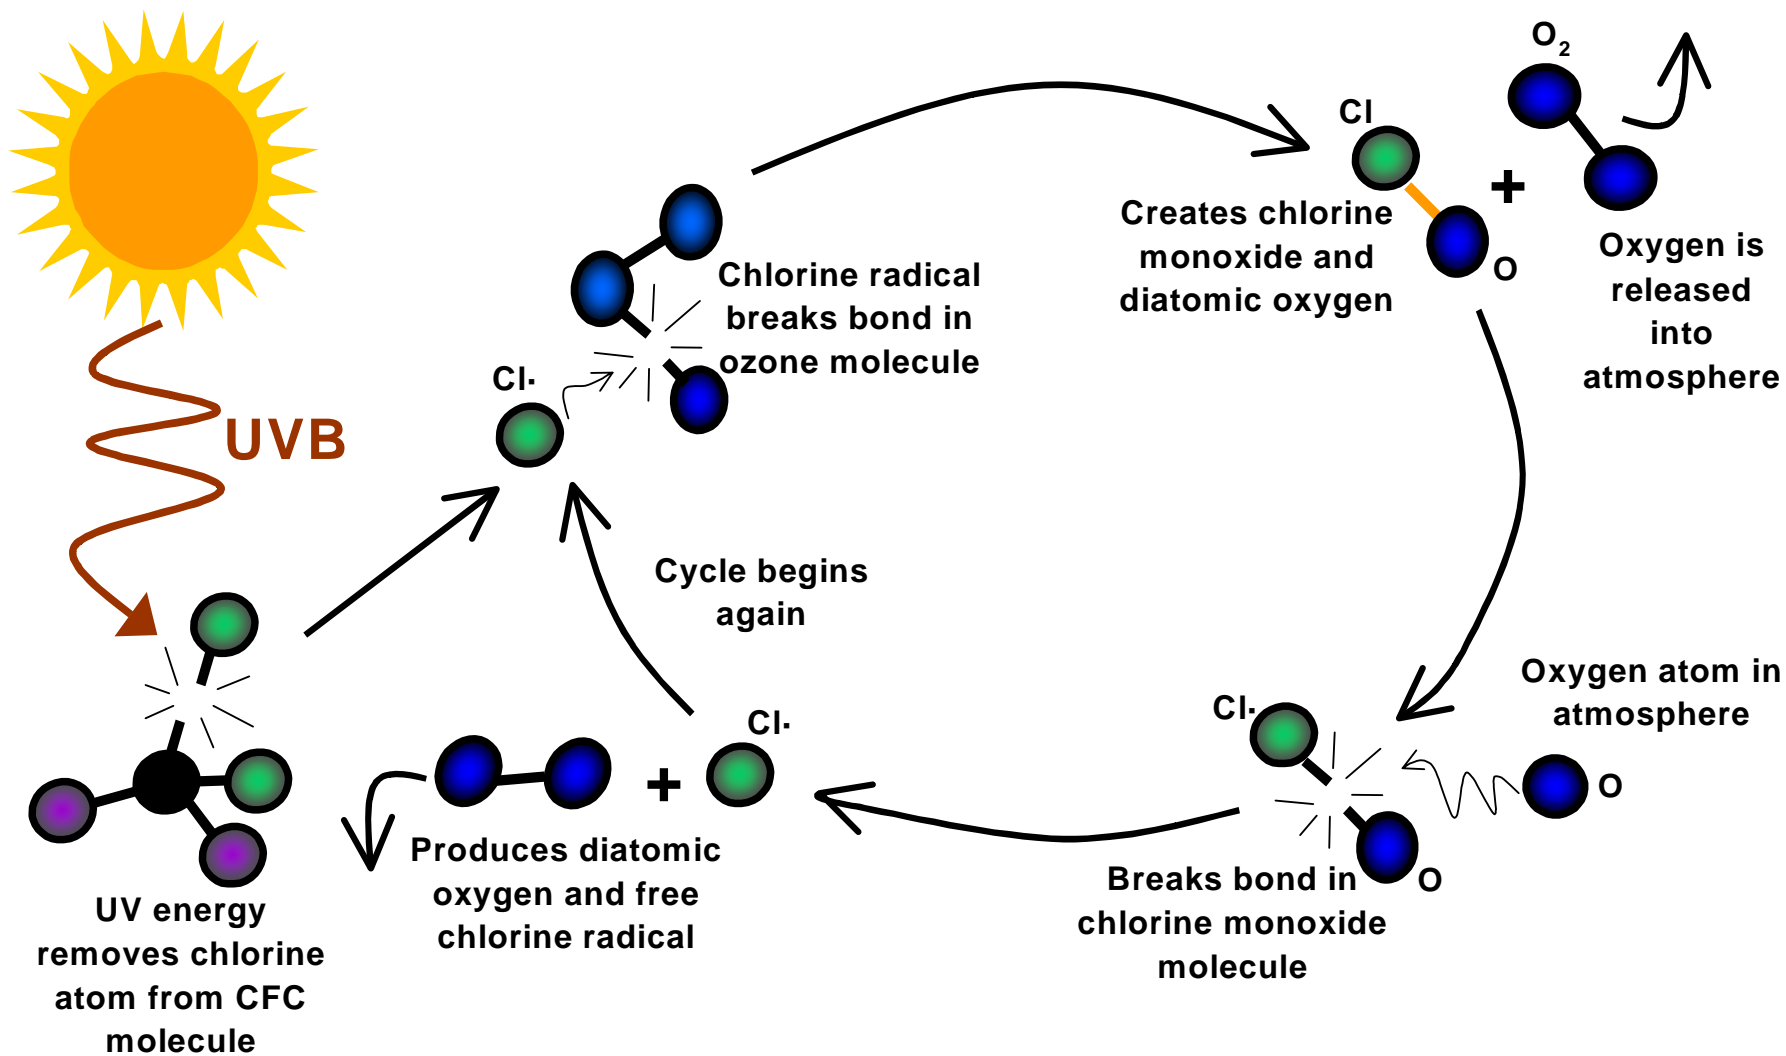 UVB
UV energy
removes chlorine
atom from CFC
molecule
Cl·
Chlorine radical
breaks bond in
ozone molecule
Cl
O
Creates chlorine
monoxide and
diatomic oxygen
+
O₂
Oxygen is
released
into
atmosphere
Oxygen atom in
atmosphere
O
Cl·
O
Breaks bond in
chlorine monoxide
molecule
+
Cl·
Produces diatomic
oxygen and free
chlorine radical
Cycle begins
again